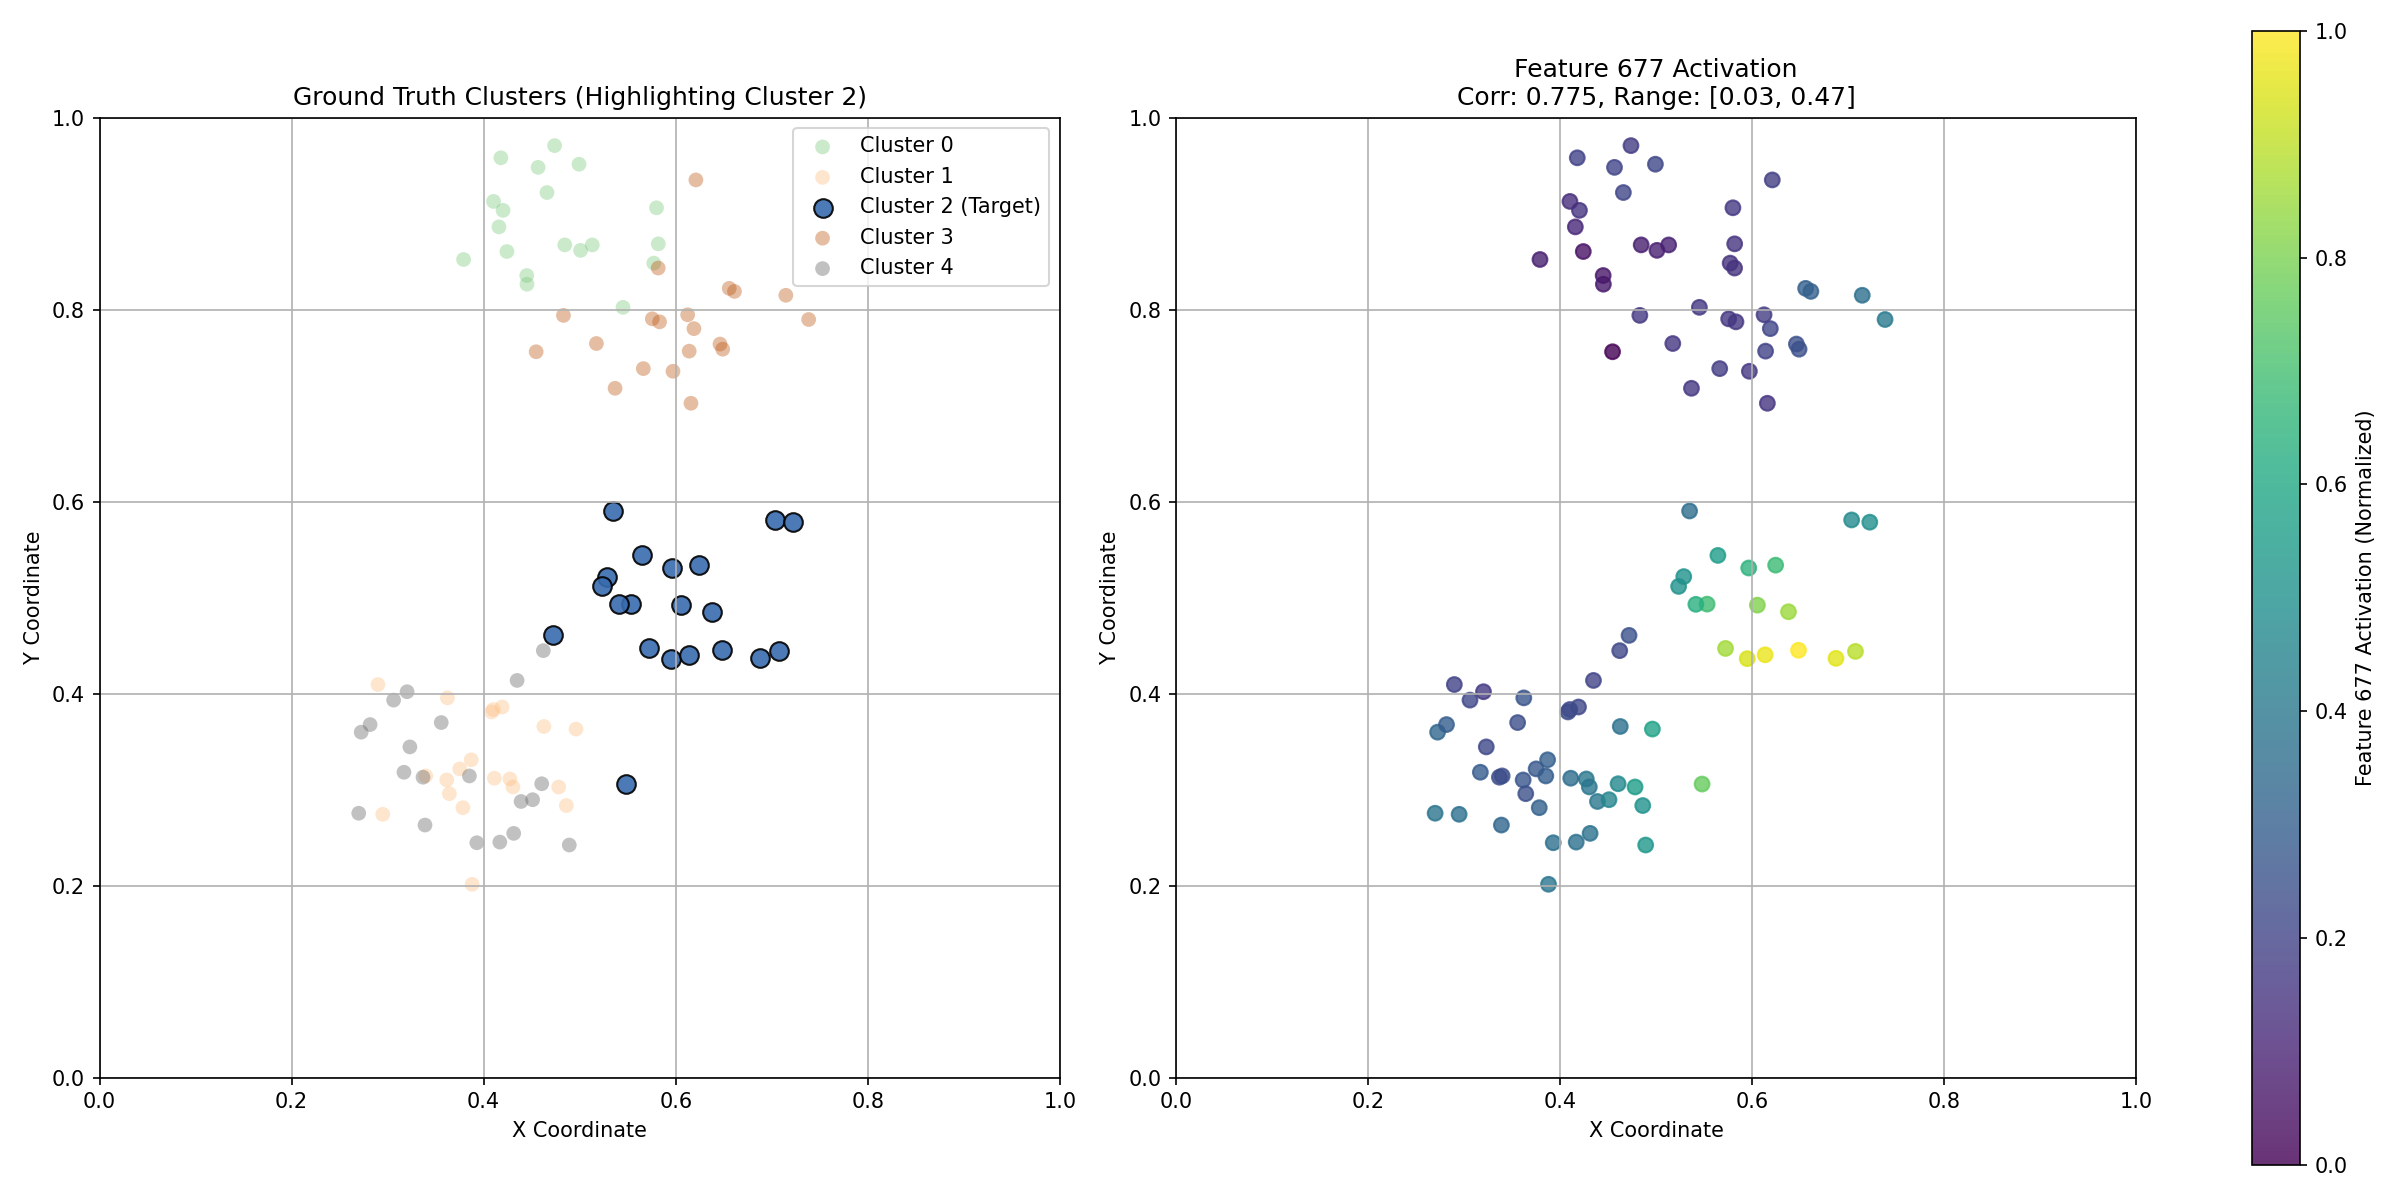 Ground Truth Clusters (Highlighting Cluster 2)
1.0
0.8
0.6
0.4
0.2
0.0
Y Coordinate
0.0 0.2 0.4 0.6 0.8 1.0
X Coordinate
Cluster 0
Cluster 1
Cluster 2 (Target)
Cluster 3
Cluster 4
Feature 677 Activation
Corr: 0.775, Range: [0.03, 0.47]
1.0
0.8
0.6
0.4
0.2
0.0
Y Coordinate
0.0 0.2 0.4 0.6 0.8 1.0
X Coordinate
1.0
0.8
0.6
0.4
0.2
0.0
Feature 677 Activation (Normalized)